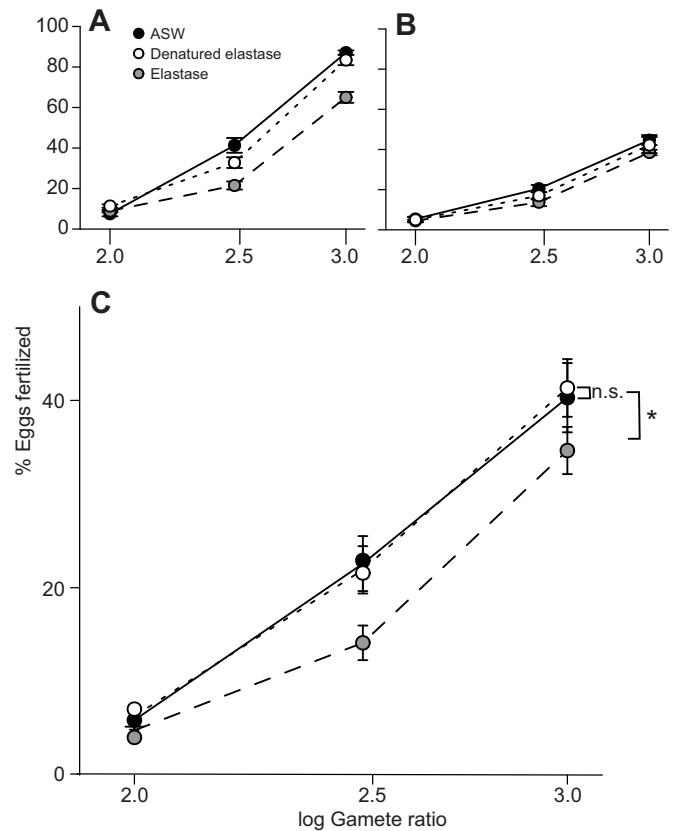 A
B
100
80
60
40
20
0
ASW
Denatured elastase
Elastase
2.0
2.5
3.0
2.0
2.5
3.0
C
% Eggs fertilized
40
20
0
n.s.
*
2.0
2.5
3.0
log Gamete ratio